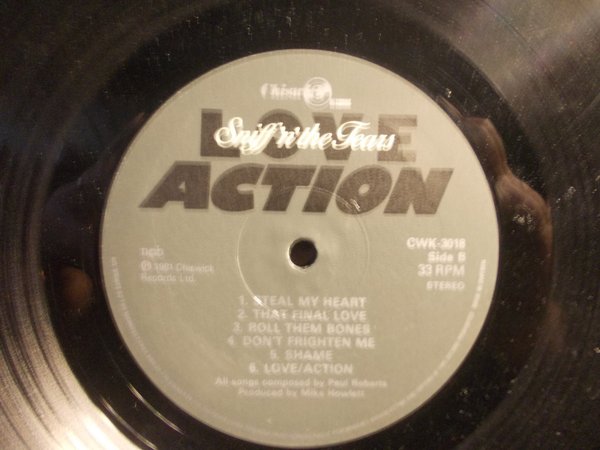 Chiswick
LOVE
Sniff 'n' the Tears
ACTION
ncb
℗ 1981 Chiswick
Records Ltd.
CWK-3018
Side B
33 RPM
STEREO
1. STEAL MY HEART
2. THAT FINAL LOVE
3. ROLL THEM BONES
4. DON'T FRIGHTEN ME
5. SHAME
6. LOVE/ACTION
All songs composed by Paul Roberts
Produced by Mike Howlett